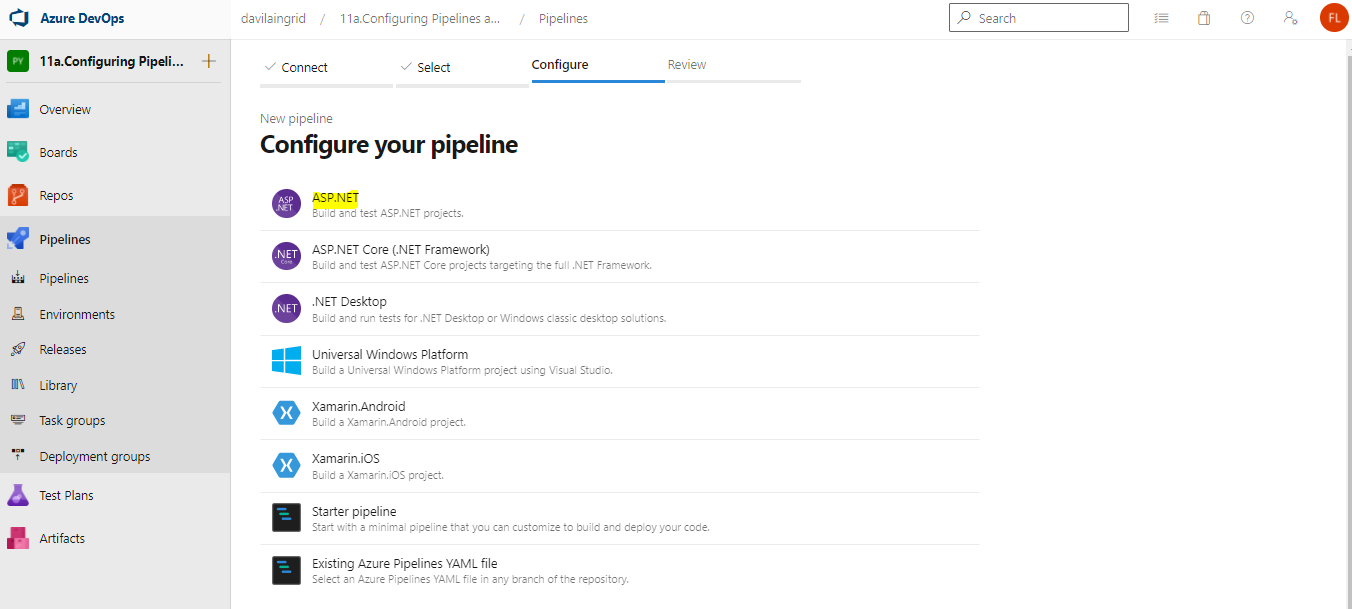 Azure DevOps
davilaingrid / 11a.Configuring Pipelines a... / Pipelines
Search
FL
PY 11a.Configuring Pipeli...
Overview
Boards
Repos
Pipelines
Pipelines
Environments
Releases
Library
Task groups
Deployment groups
Test Plans
Artifacts
Connect
Select
Configure
Review
New pipeline
Configure your pipeline
ASP
.NET
ASP.NET
Build and test ASP.NET projects.
.NET
Core
ASP.NET Core (.NET Framework)
Build and test ASP.NET Core projects targeting the full .NET Framework.
.NET
.NET Desktop
Build and run tests for .NET Desktop or Windows classic desktop solutions.
Universal Windows Platform
Build a Universal Windows Platform project using Visual Studio.
Xamarin.Android
Build a Xamarin.Android project.
Xamarin.iOS
Build a Xamarin.iOS project.
Starter pipeline
Start with a minimal pipeline that you can customize to build and deploy your code.
Existing Azure Pipelines YAML file
Select an Azure Pipelines YAML file in any branch of the repository.